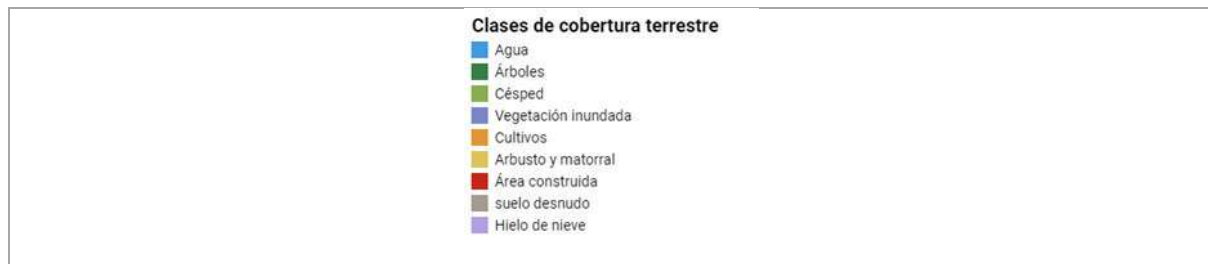 Clases de cobertura terrestre
Agua
Árboles
Césped
Vegetación inundada
Cultivos
Arbusto y matorral
Área construida
suelo desnudo
Hielo de nieve